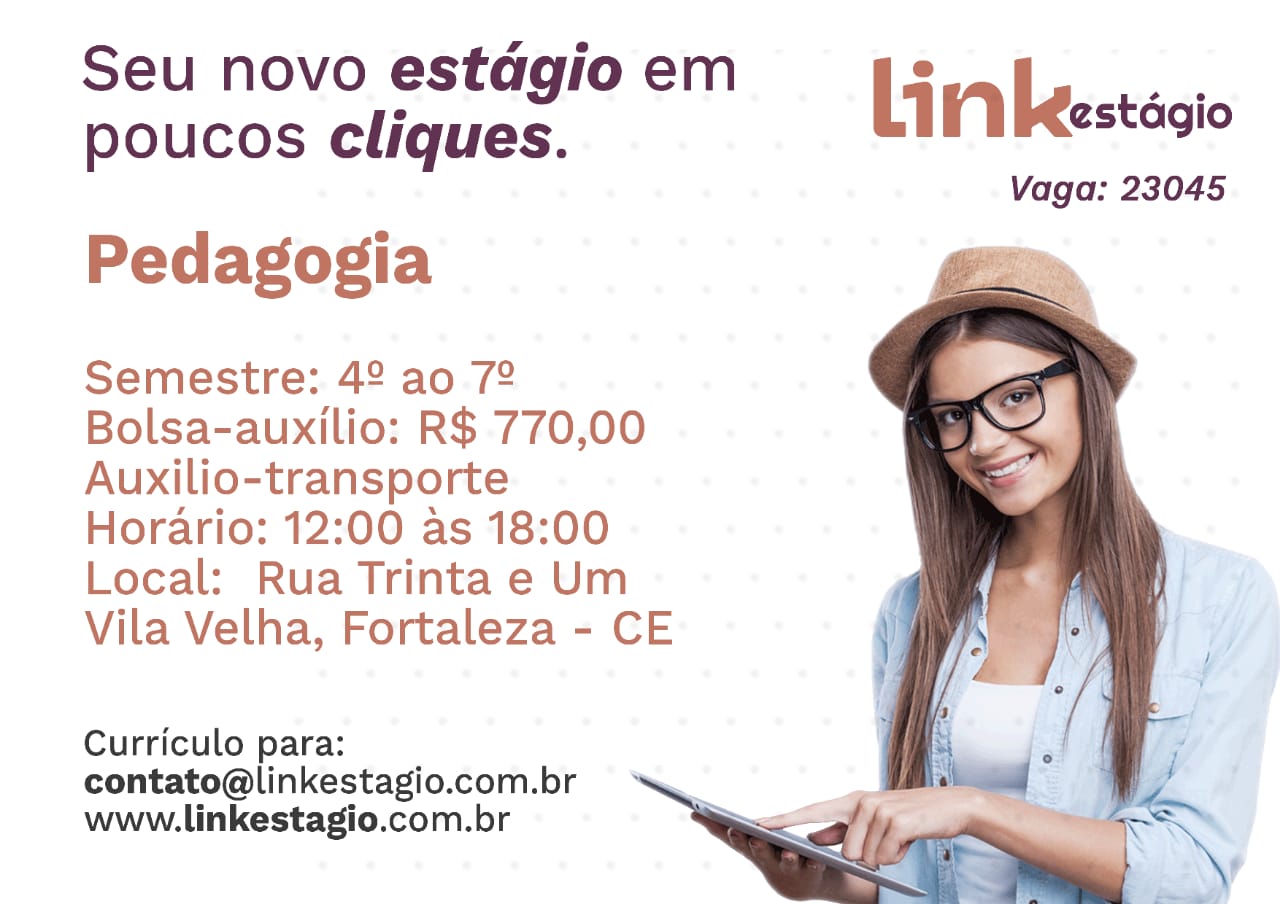 Seu novo estágio em
poucos cliques.
linkestágio
Vaga: 23045
Pedagogia
Semestre: 4º ao 7º
Bolsa-auxílio: R$ 770,00
Auxilio-transporte
Horário: 12:00 às 18:00
Local: Rua Trinta e Um
Vila Velha, Fortaleza - CE
Currículo para:
contato@linkestagio.com.br
www.linkestagio.com.br